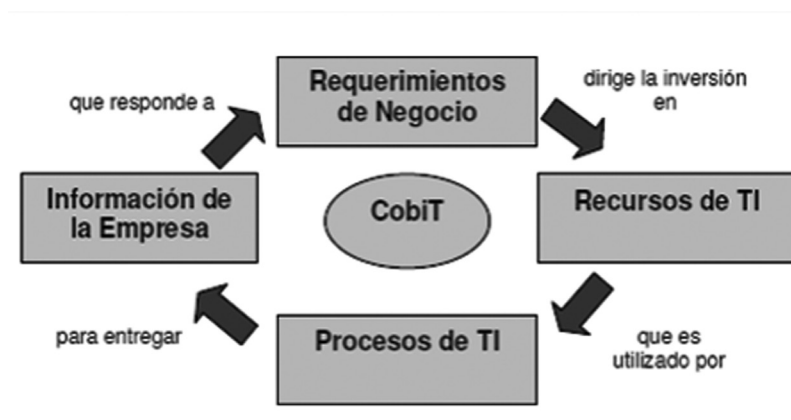 Requerimientos
de Negocio
dirige la inversión
en
Recursos de TI
que es
utilizado por
Procesos de TI
para entregar
Información de
la Empresa
que responde a
CobiT